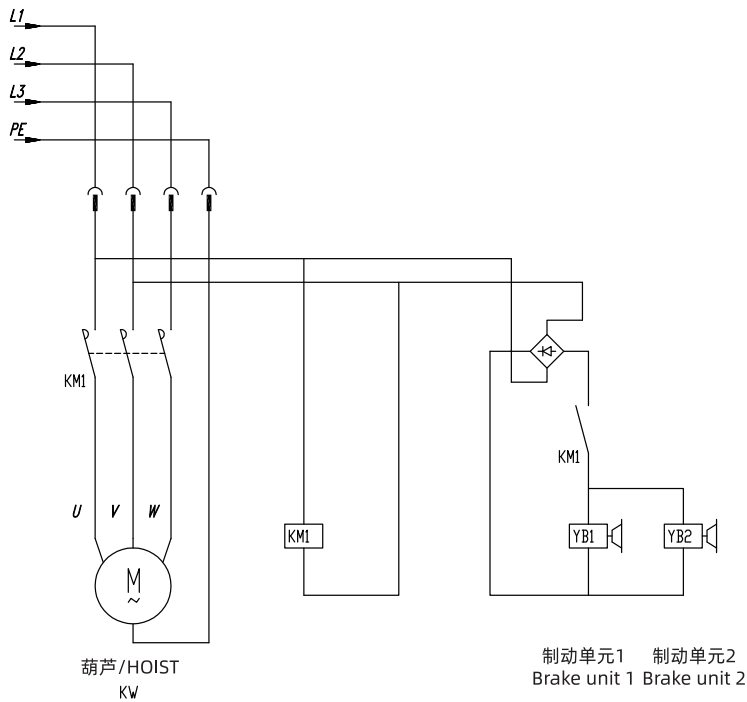 L1
L2
L3
PE
KM1
KM1
U V W
KM1
YB1
YB2
M
~
葫芦/HOIST
KW
制动单元1 制动单元2
Brake unit 1 Brake unit 2